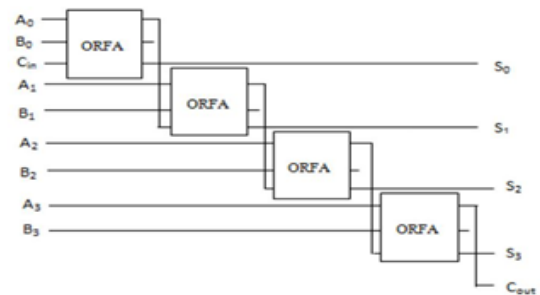 A₀
B₀ ORFA
Cᵢₙ S₀
A₁
ORFA
B₁ S₁
A₂
B₂ ORFA
S₂
A₃
B₃ ORFA
S₃
Cₒᵤₜ